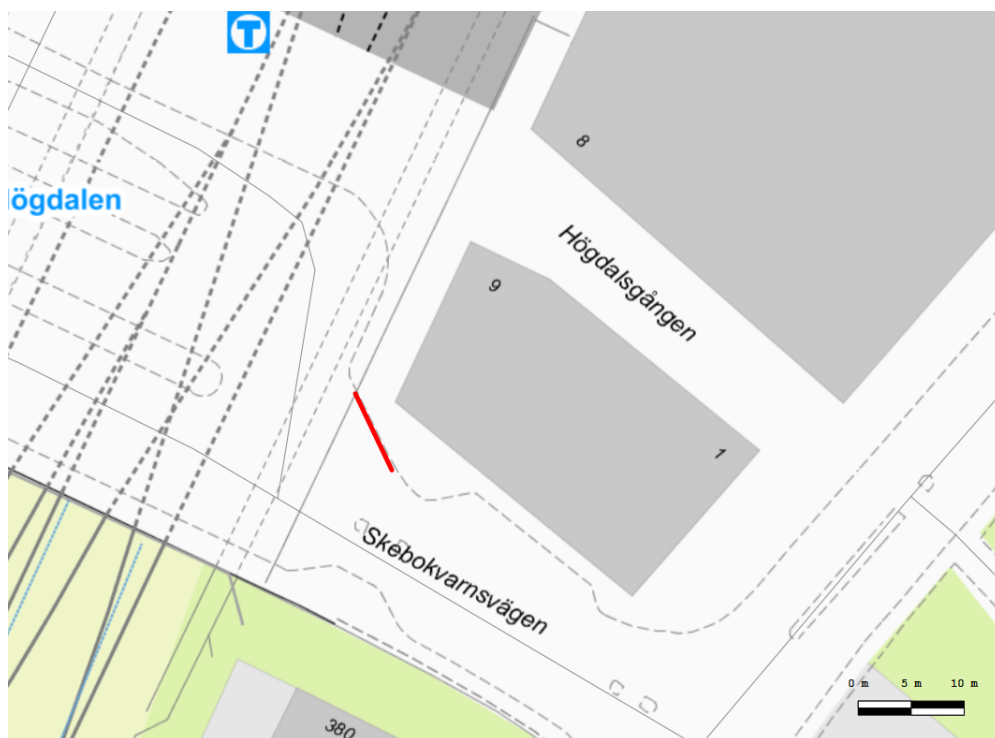 T
ögdalen
8
Högdalsgången
9
1
Skebokvarnsvägen
380
0 m 5 m 10 m